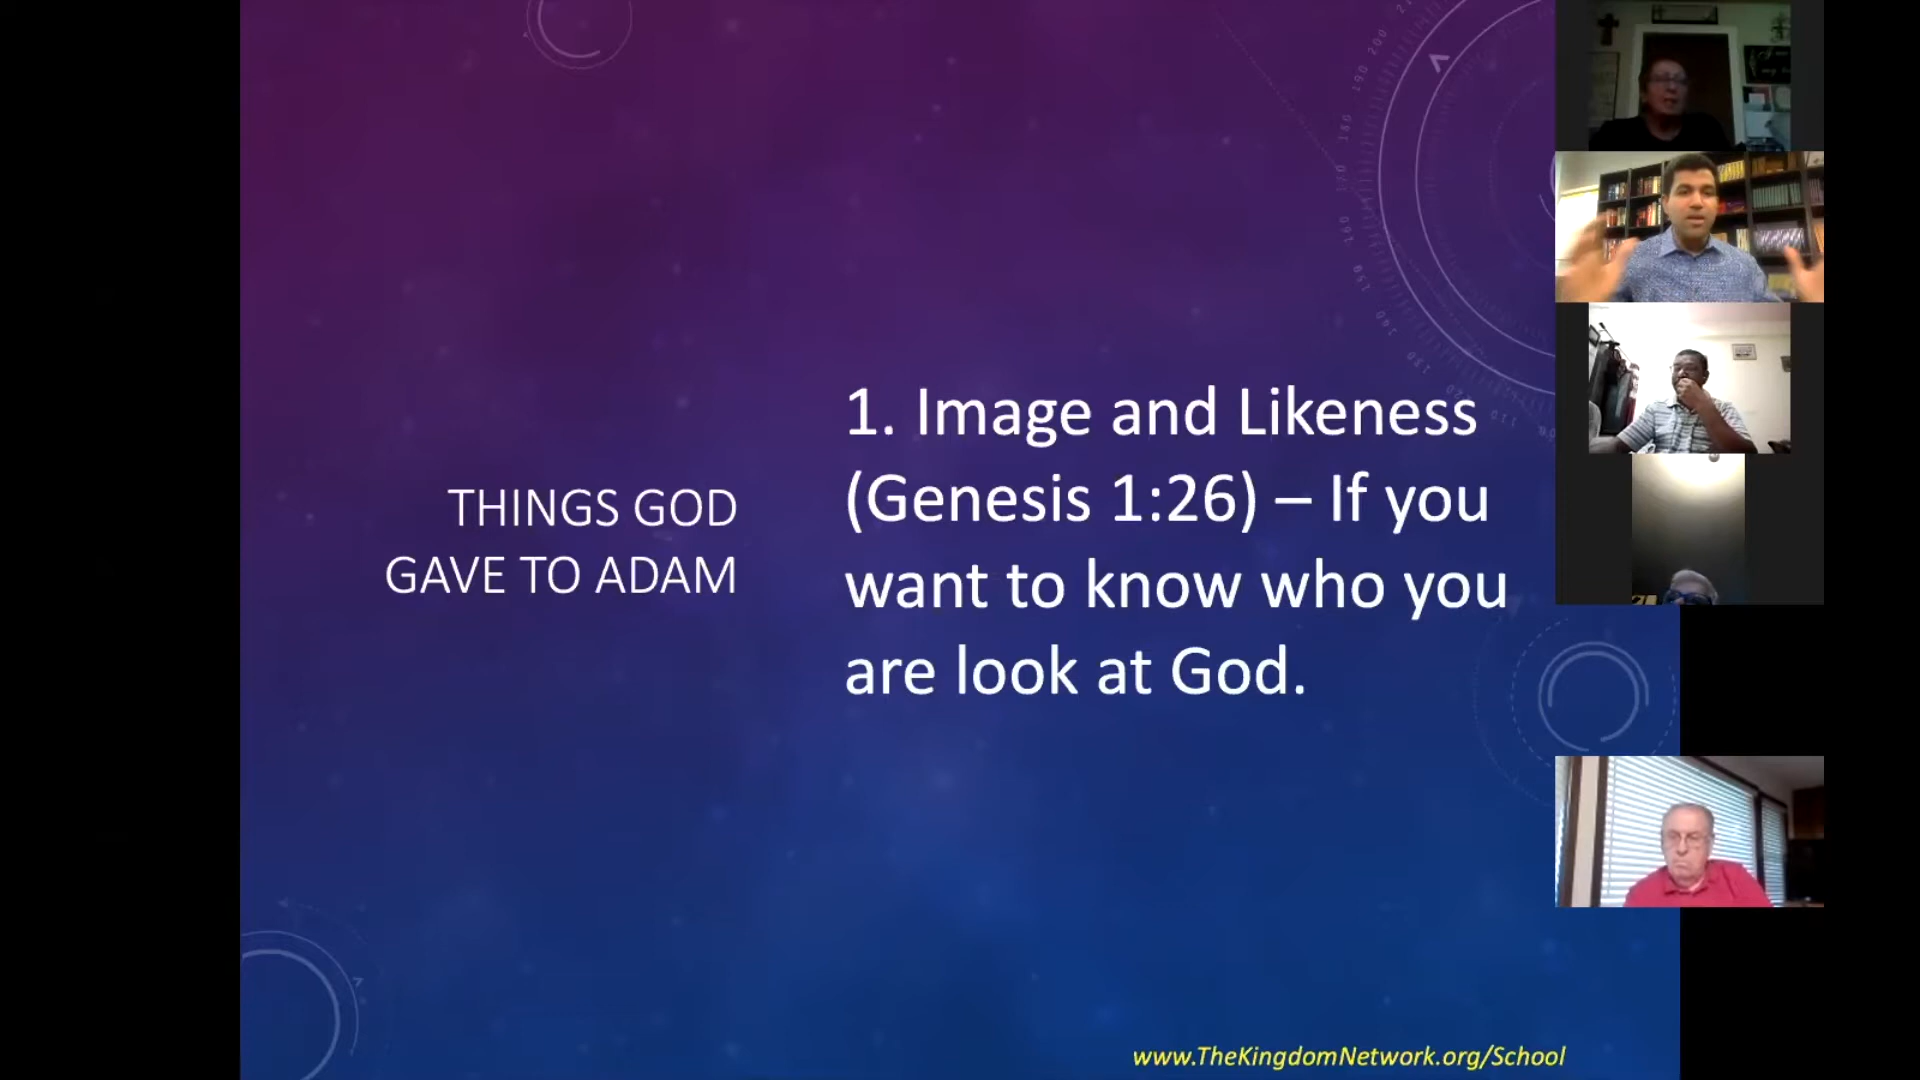 THINGS GOD
GAVE TO ADAM
1. Image and Likeness
(Genesis 1:26) – If you
want to know who you
are look at God.
www.TheKingdomNetwork.org/School